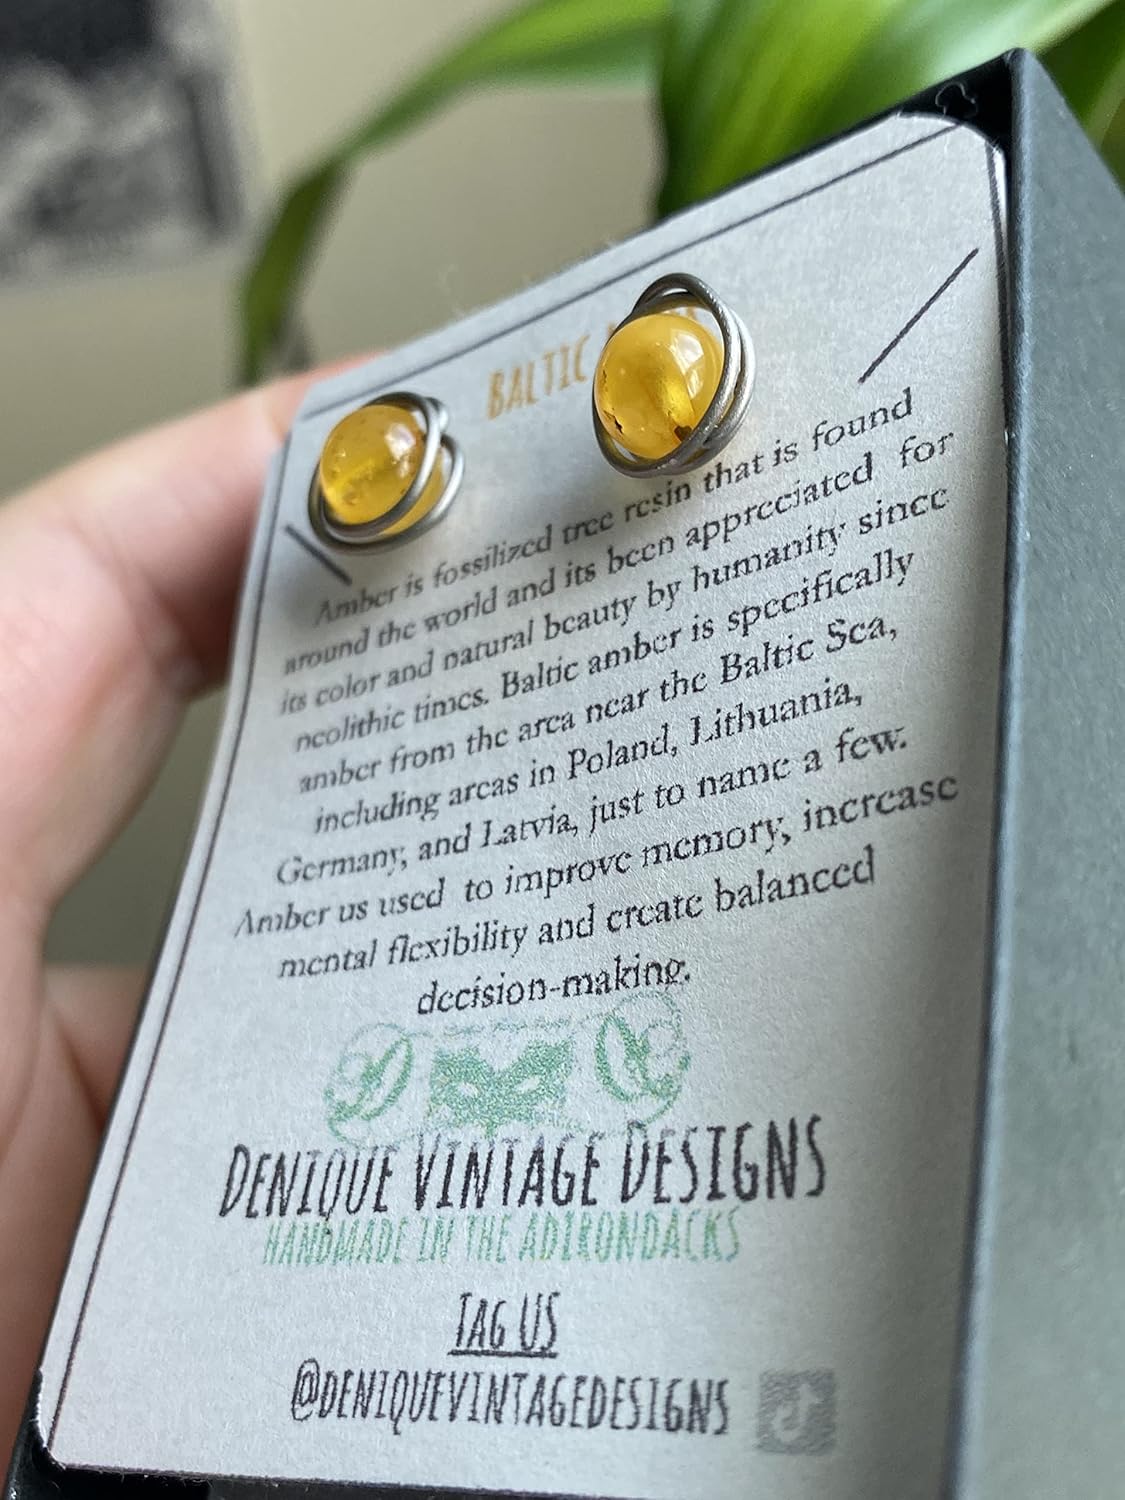 BALTIC
Amber is fossilized tree resin that is found
around the world and its been appreciated for
its color and natural beauty by humanity since
neolithic times. Baltic amber is specifically
amber from the area near the Baltic Sea,
including areas in Poland, Lithuania,
Germany, and Latvia, just to name a few.
Amber us used to improve memory, increase
mental flexibility and create balanced
decision-making.
DENIQUE VINTAGE DESIGNS
HANDMADE IN THE ADIRONDACKS
TAG US
@DENIQUEVINTAGEDESIGNS